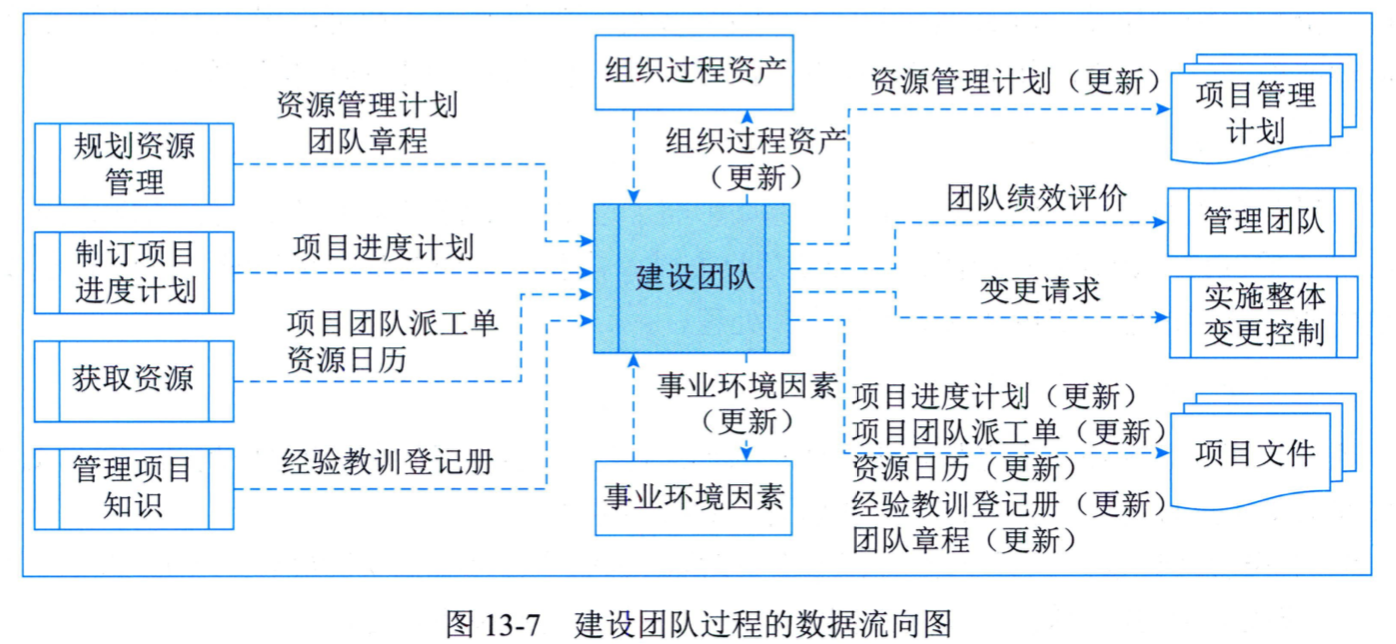 组织过程资产
组织过程资产
（更新）
规划资源
管理
资源管理计划
团队章程
制订项目
进度计划
项目进度计划
获取资源
项目团队派工单
资源日历
管理项目
知识
经验教训登记册
建设团队
事业环境因素
（更新）
事业环境因素
资源管理计划（更新）
项目管理
计划
团队绩效评价
管理团队
变更请求
实施整体
变更控制
项目进度计划（更新）
项目团队派工单（更新）
资源日历（更新）
经验教训登记册（更新）
团队章程（更新）
项目文件
图 13-7 建设团队过程的数据流向图